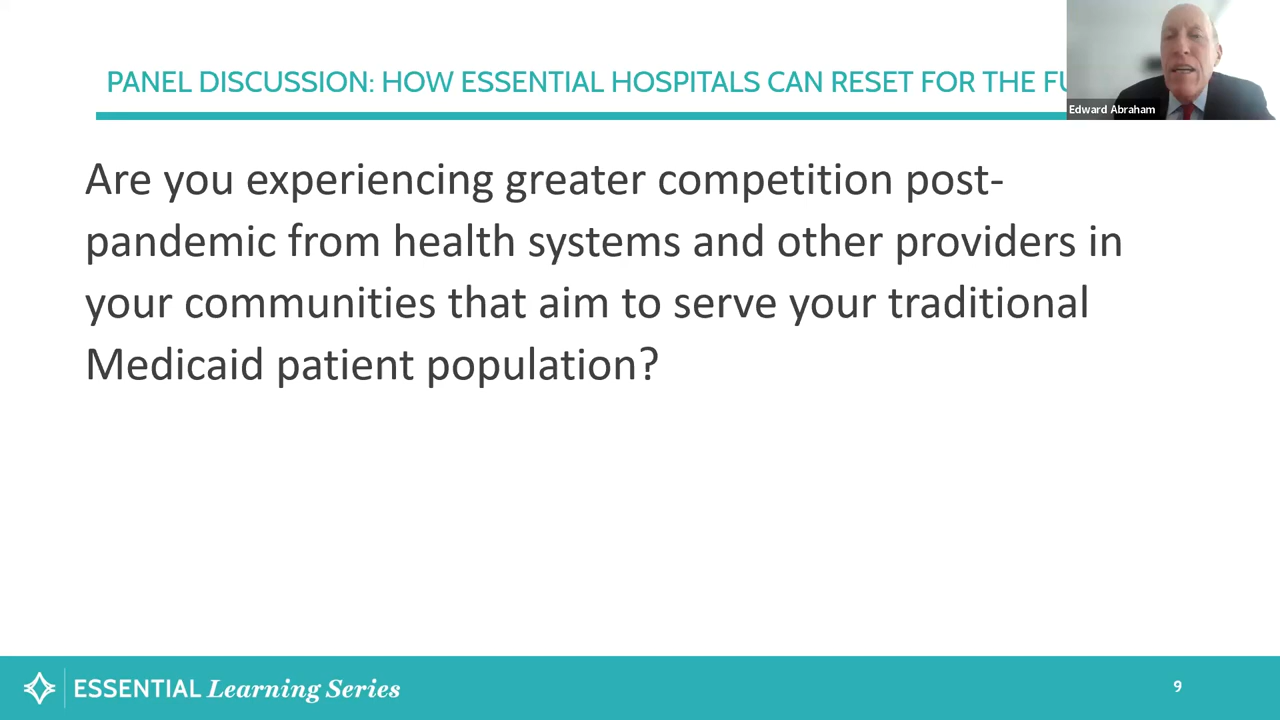 PANEL DISCUSSION: HOW ESSENTIAL HOSPITALS CAN RESET FOR THE
Edward Abraham
Are you experiencing greater competition post-
pandemic from health systems and other providers in
your communities that aim to serve your traditional
Medicaid patient population?
ESSENTIAL Learning Series
9